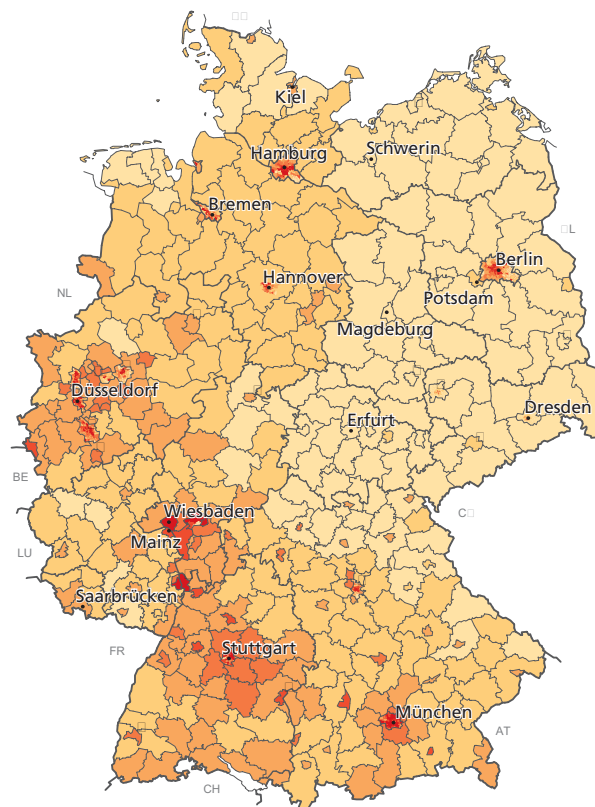 Kiel
Schwerin
Hamburg
Bremen
L
Berlin
Hannover
NL
Potsdam
Magdeburg
Düsseldorf
Dresden
Erfurt
BE
Wiesbaden
C
Mainz
LU
Saarbrücken
FR
Stuttgart
München
AT
CH